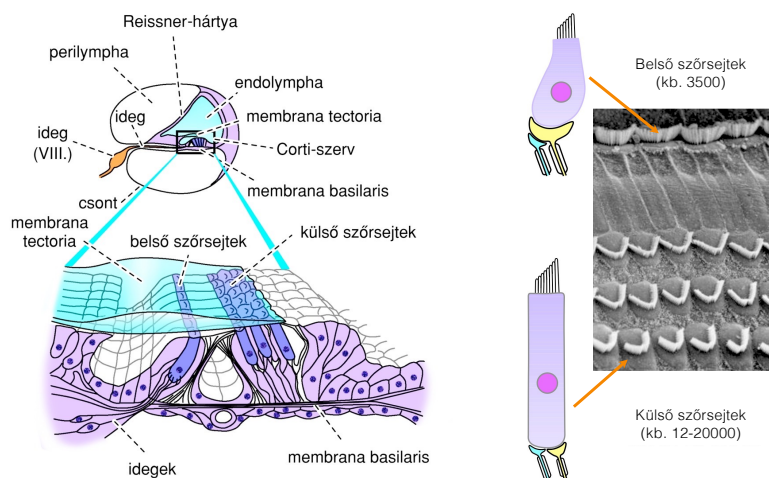 Reissner-hártya
perilympha
endolympha
ideg
membrana tectoria
ideg
(VIII.)
Corti-szerv
membrana basilaris
csont
membrana
tectoria
belső szőrsejtek
külső szőrsejtek
idegek
membrana basilaris
Belső szőrsejtek
(kb. 3500)
Külső szőrsejtek
(kb. 12-20000)